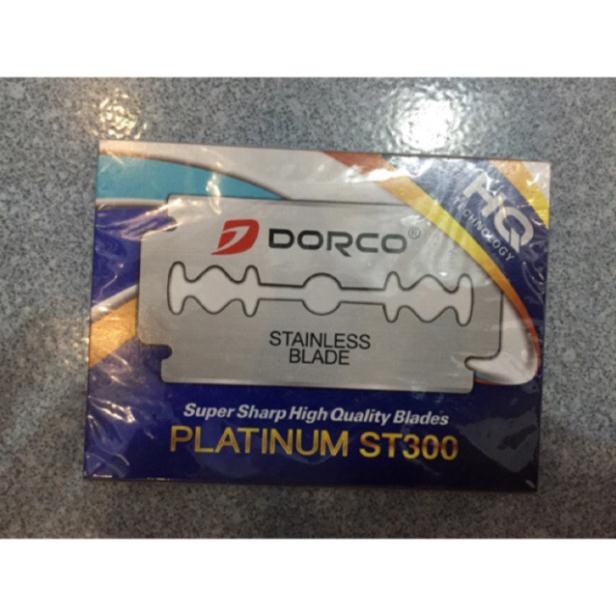 HQ
TECHNOLOGY
DORCO®
STAINLESS
BLADE
Super Sharp High Quality Blades
PLATINUM ST300